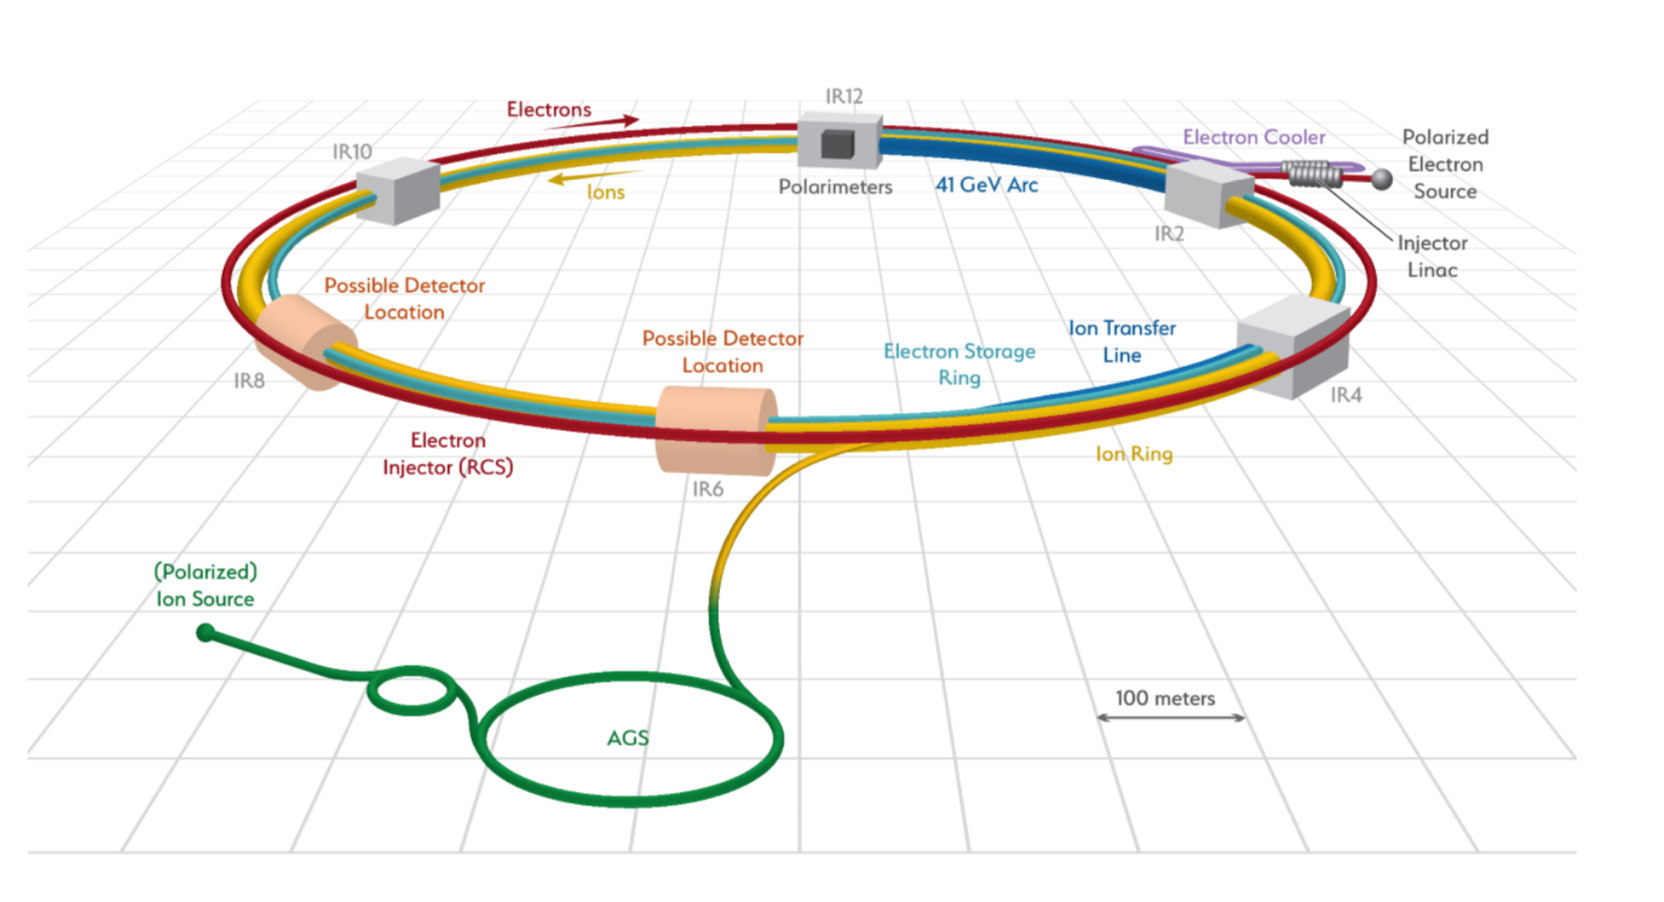 IR12
Electrons
IR10
Ions
Polarimeters
41 GeV Arc
Electron Cooler
Polarized
Electron
Source
IR2
Injector
Linac
Possible Detector
Location
IR8
Possible Detector
Location
Electron Storage
Ring
Ion Transfer
Line
IR4
Electron
Injector (RCS)
IR6
Ion Ring
(Polarized)
Ion Source
AGS
100 meters